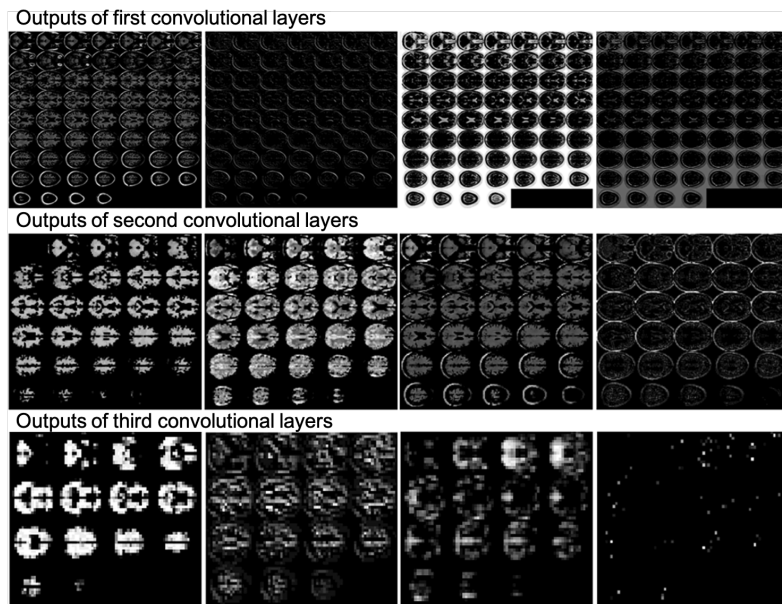 Outputs of first convolutional layers
Outputs of second convolutional layers
Outputs of third convolutional layers